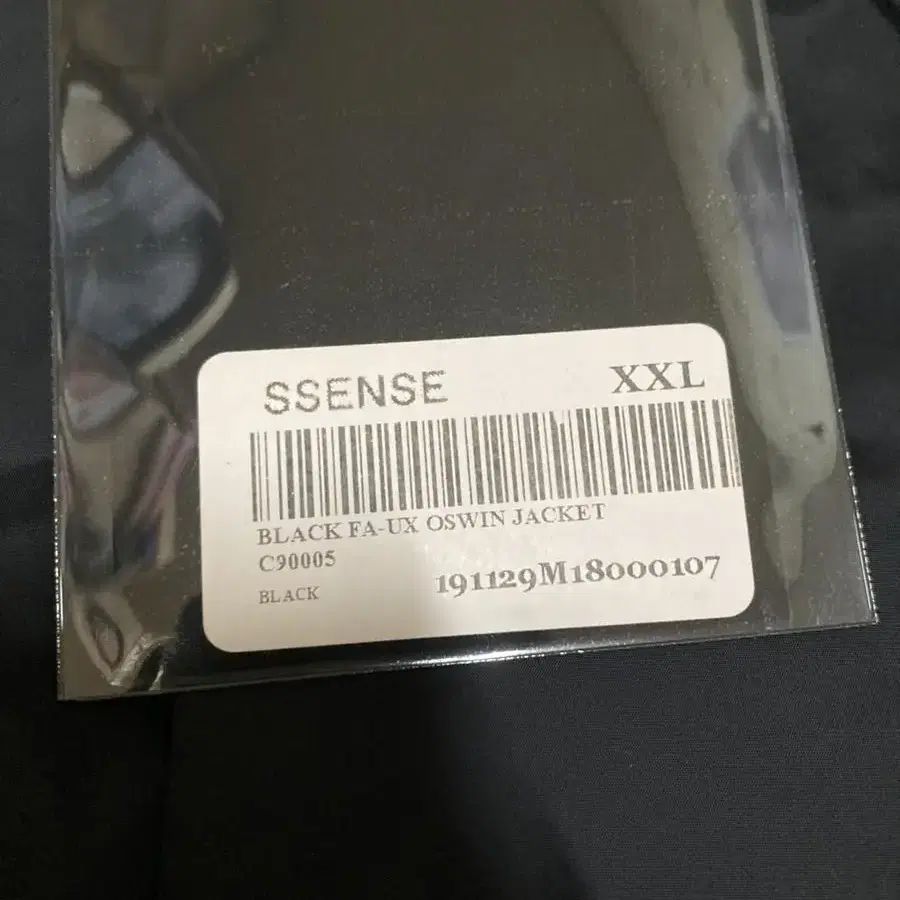 SSENSE XXL
BLACK FA-UX OSWIN JACKET
C90005
BLACK 191129M18000107